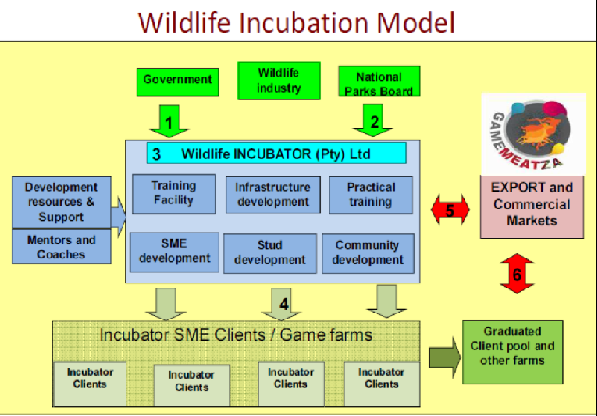 Wildlife Incubation Model
Government
Wildlife
industry
National
Parks Board
1
2
3 Wildlife INCUBATOR (Pty) Ltd
GAMEMEATZA
Development
resources &
Support
Mentors and
Coaches
Training
Facility
Infrastructure
development
Practical
training
SME
development
Stud
development
Community
development
5
EXPORT and
Commercial
Markets
6
4
Incubator SME Clients / Game farms
Incubator
Clients
Incubator
Clients
Incubator
Clients
Incubator
Clients
Graduated
Client pool and
other farms